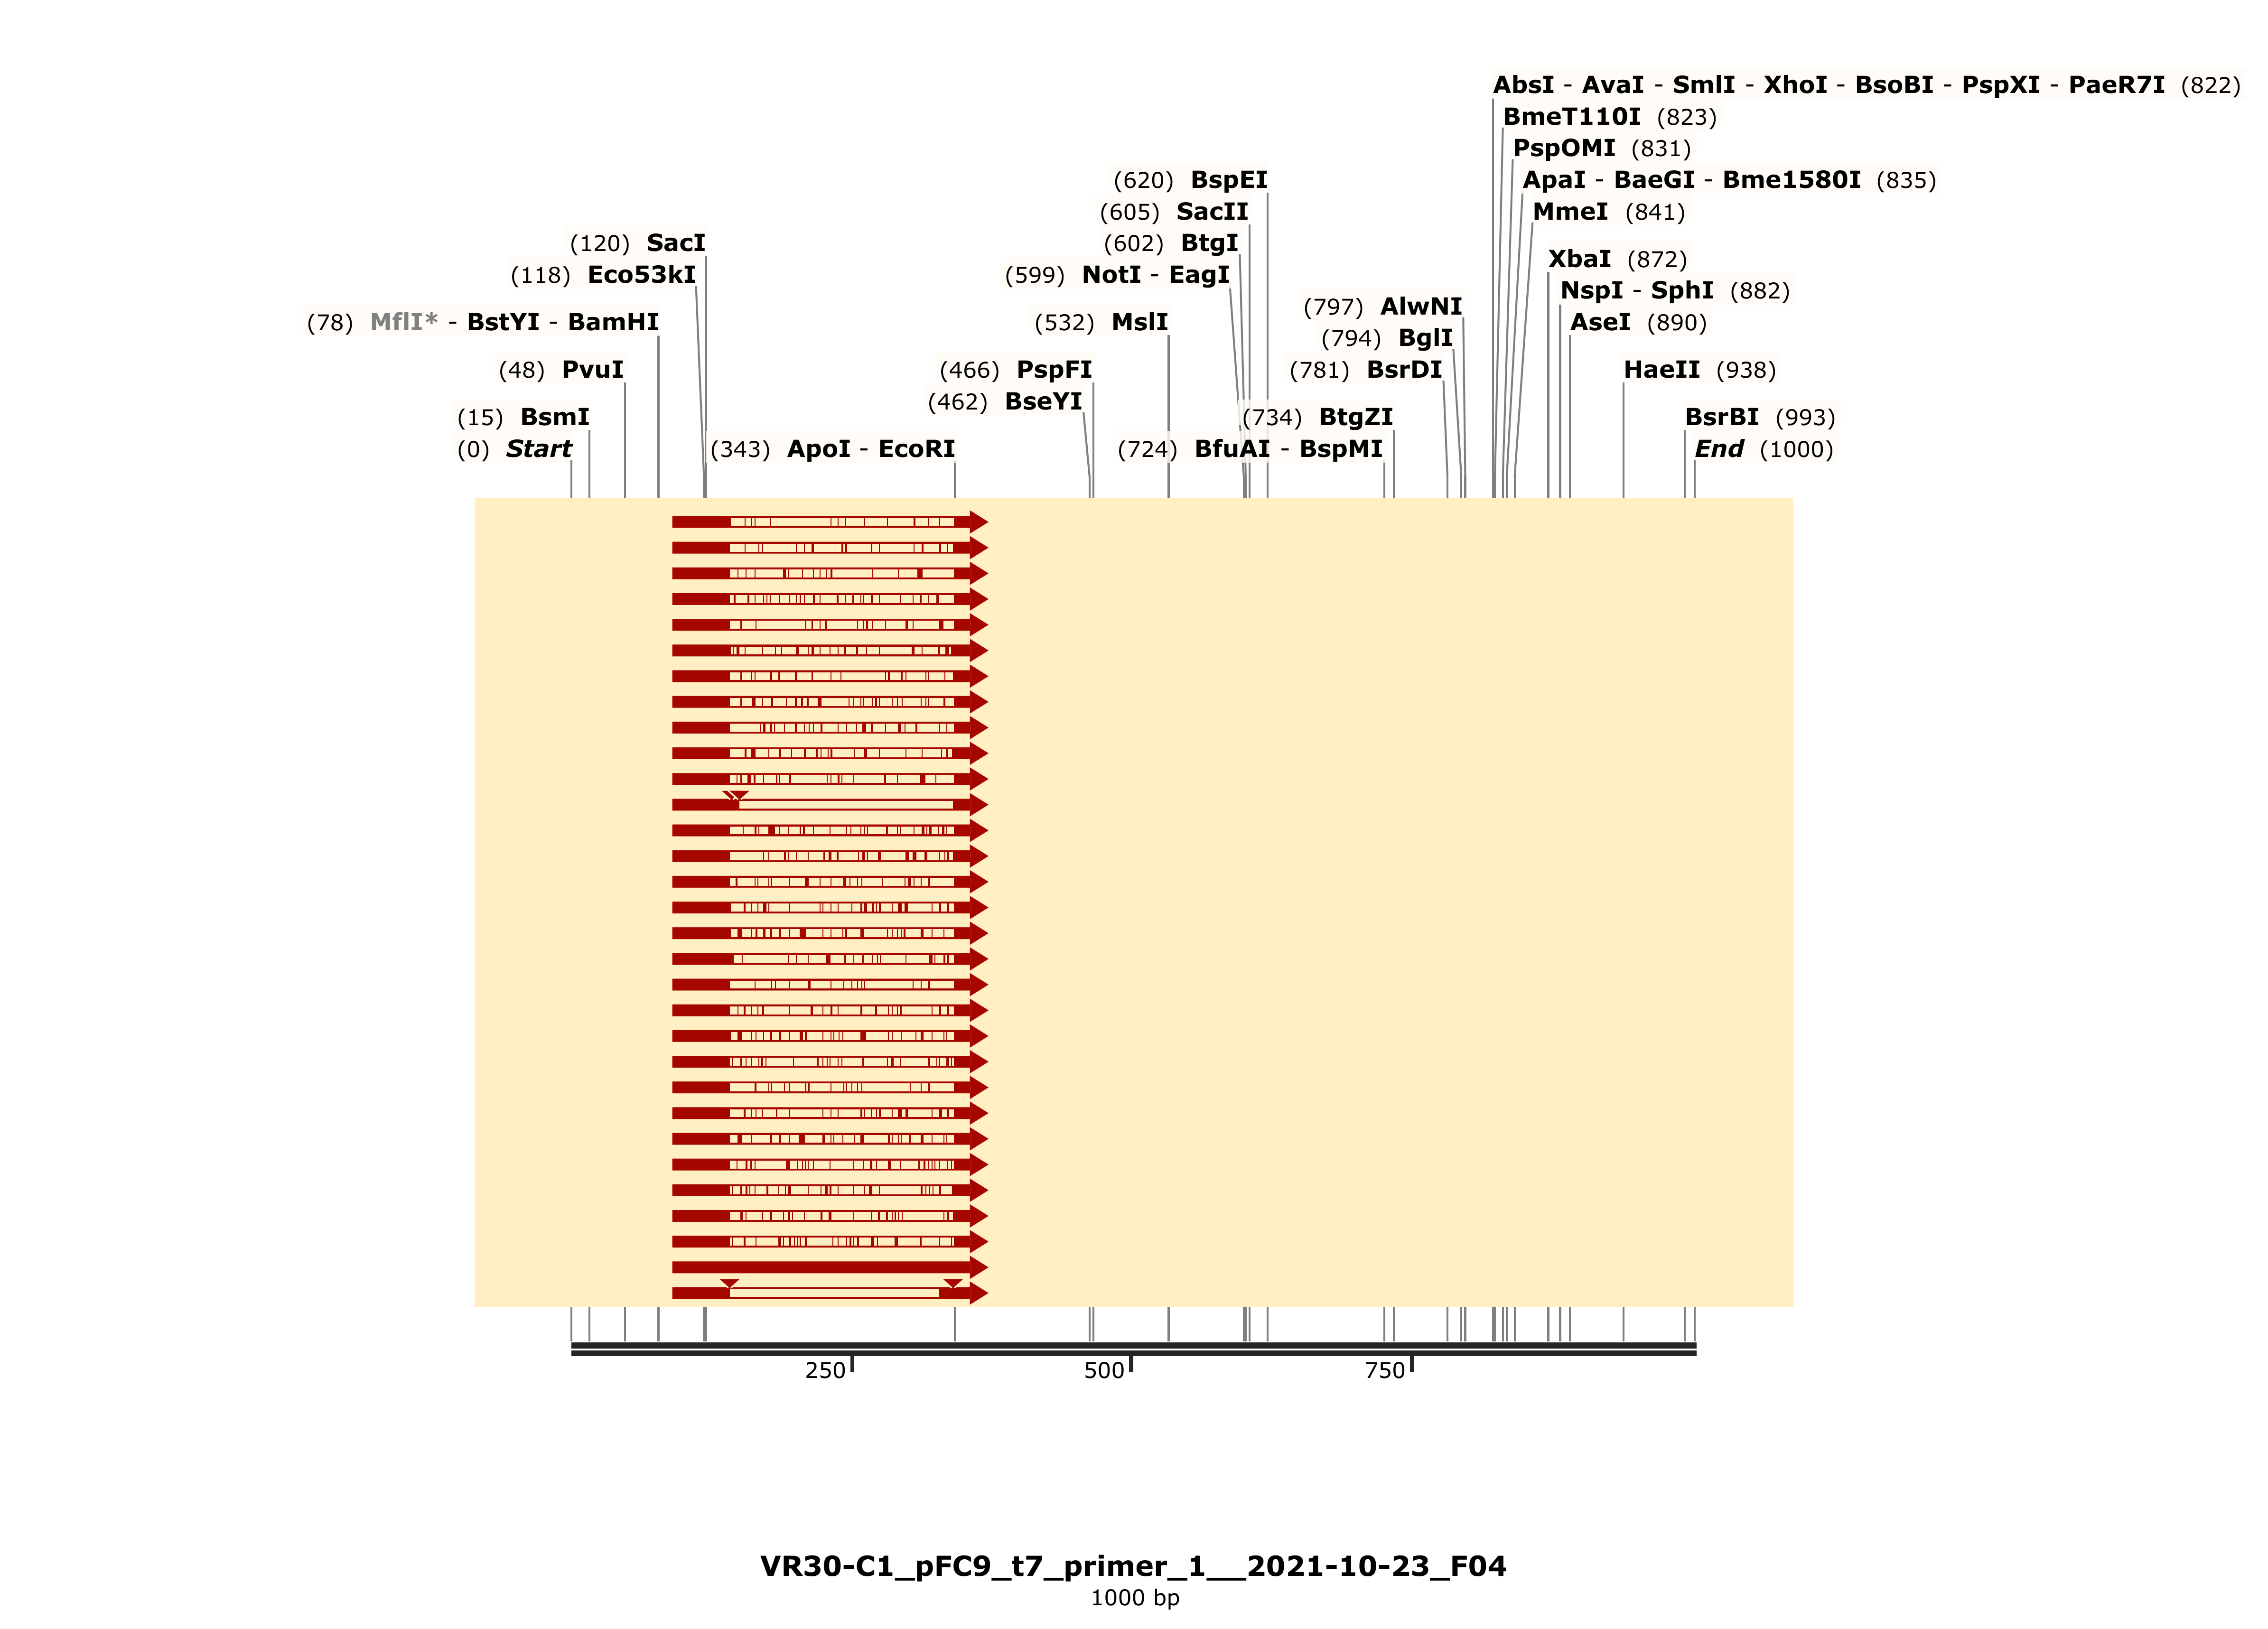 AbsI - AvaI - SmlI - XhoI - BsoBI - PspXI - PaeR7I (822)
BmeT110I (823)
PspOMI (831)
(620) BspEI
ApaI - BaeGI - Bme1580I (835)
(605) SacII
MmeI (841)
(120) SacI
(602) BtgI
XbaI (872)
(118) Eco53kI
(599) NotI - EagI
NspI - SphI (882)
(797) AlwNI
(78) MflI* - BstYI - BamHI
(532) MslI
AseI (890)
(794) BglI
(48) PvuI
(466) PspFI
(781) BsrDI
HaeII (938)
(462) BseYI
(15) BsmI
(734) BtgZI
BsrBI (993)
(0) Start
(343) ApoI - EcoRI
(724) BfuAI - BspMI
End (1000)
250
500
750
VR30-C1_pFC9_t7_primer_1__2021-10-23_F04
1000 bp